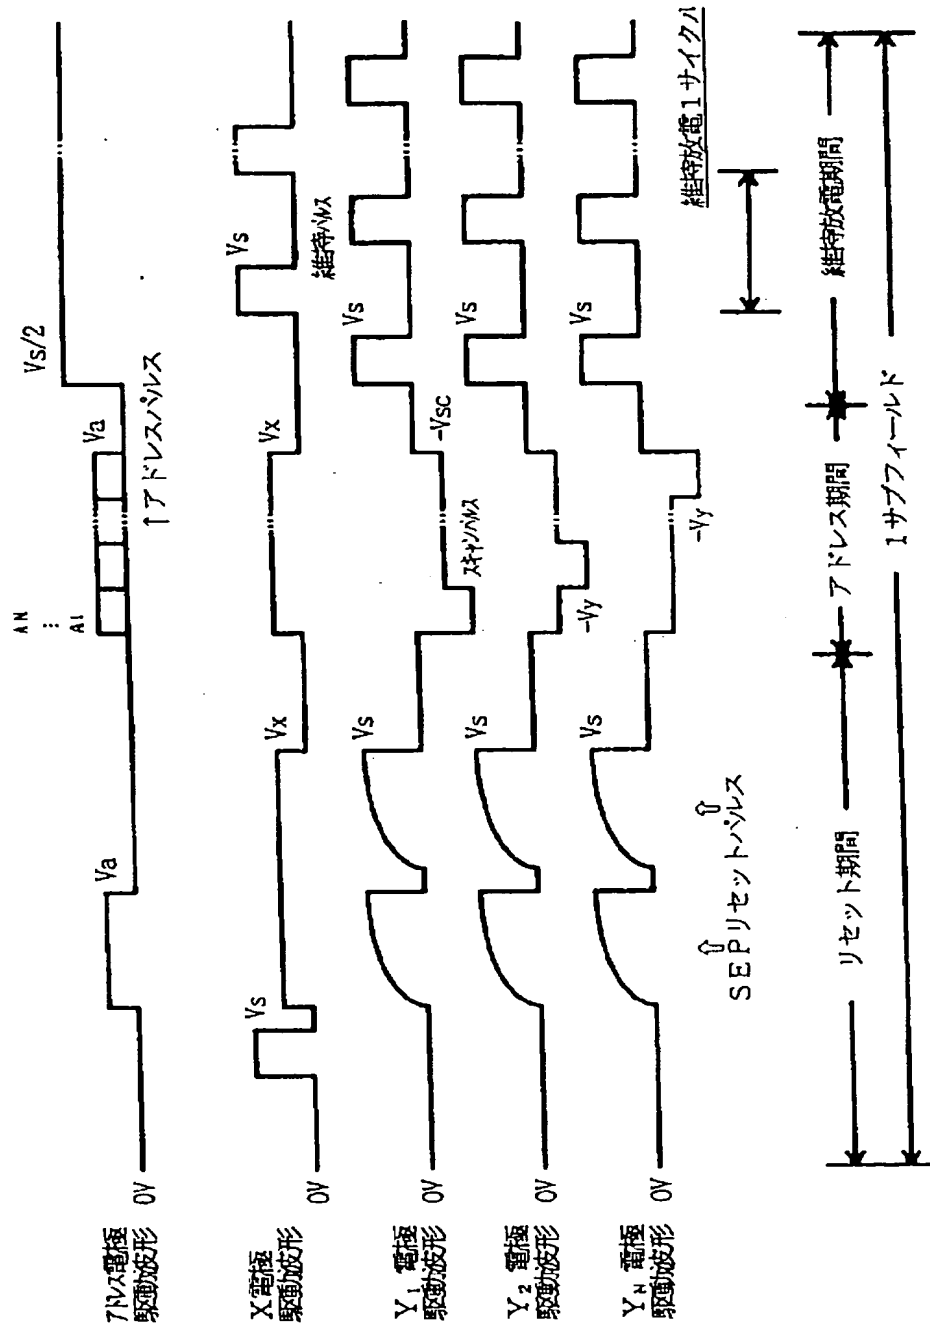 アドレス電極
駆動波形
0V
Va
A1
⋮
AN
Va
↑アドレスパルス
Vs/2
X電極
駆動波形
0V
Vs
Vx
Vx
Vs
維持パルス
Y₁ 電極
駆動波形
0V
Vs
スキャンパルス
-Vsc
Vs
Y₂ 電極
駆動波形
0V
Vs
-Vy
Vs
Y_N 電極
駆動波形
0V
Vs
-Vy
Vs
維持放電1サイクル
SEPリセットパルス
リセット期間
アドレス期間
維持放電期間
1サブフィールド